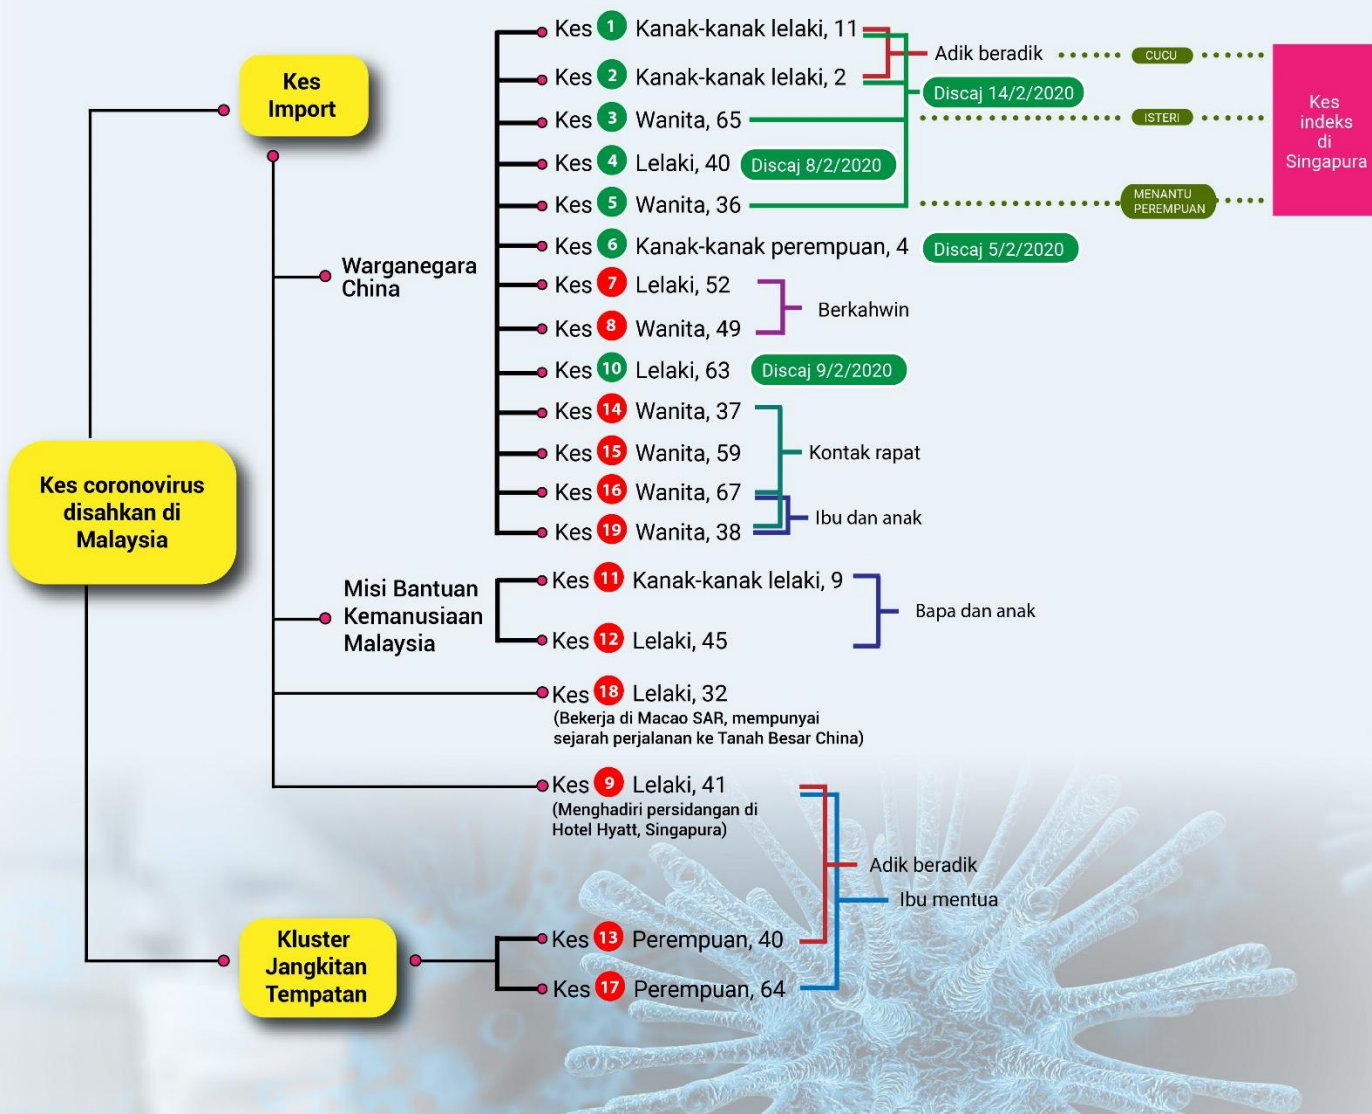 Kes coronovirus
disahkan di
Malaysia
Kes
Import
Warganegara
China
Kes 1 Kanak-kanak lelaki, 11
Kes 2 Kanak-kanak lelaki, 2
Adik beradik
CUCU
Discaj 14/2/2020
Kes 3 Wanita, 65
ISTERI
Kes
indeks
di
Singapura
Kes 4 Lelaki, 40 Discaj 8/2/2020
Kes 5 Wanita, 36
MENANTU
PEREMPUAN
Kes 6 Kanak-kanak perempuan, 4 Discaj 5/2/2020
Kes 7 Lelaki, 52
Berkahwin
Kes 8 Wanita, 49
Kes 10 Lelaki, 63 Discaj 9/2/2020
Kes 14 Wanita, 37
Kes 15 Wanita, 59
Kontak rapat
Kes 16 Wanita, 67
Ibu dan anak
Kes 19 Wanita, 38
Misi Bantuan
Kemanusiaan
Malaysia
Kes 11 Kanak-kanak lelaki, 9
Bapa dan anak
Kes 12 Lelaki, 45
Kes 18 Lelaki, 32
(Bekerja di Macao SAR, mempunyai
sejarah perjalanan ke Tanah Besar China)
Kes 9 Lelaki, 41
(Menghadiri persidangan di
Hotel Hyatt, Singapura)
Adik beradik
Ibu mentua
Kluster
Jangkitan
Tempatan
Kes 13 Perempuan, 40
Kes 17 Perempuan, 64